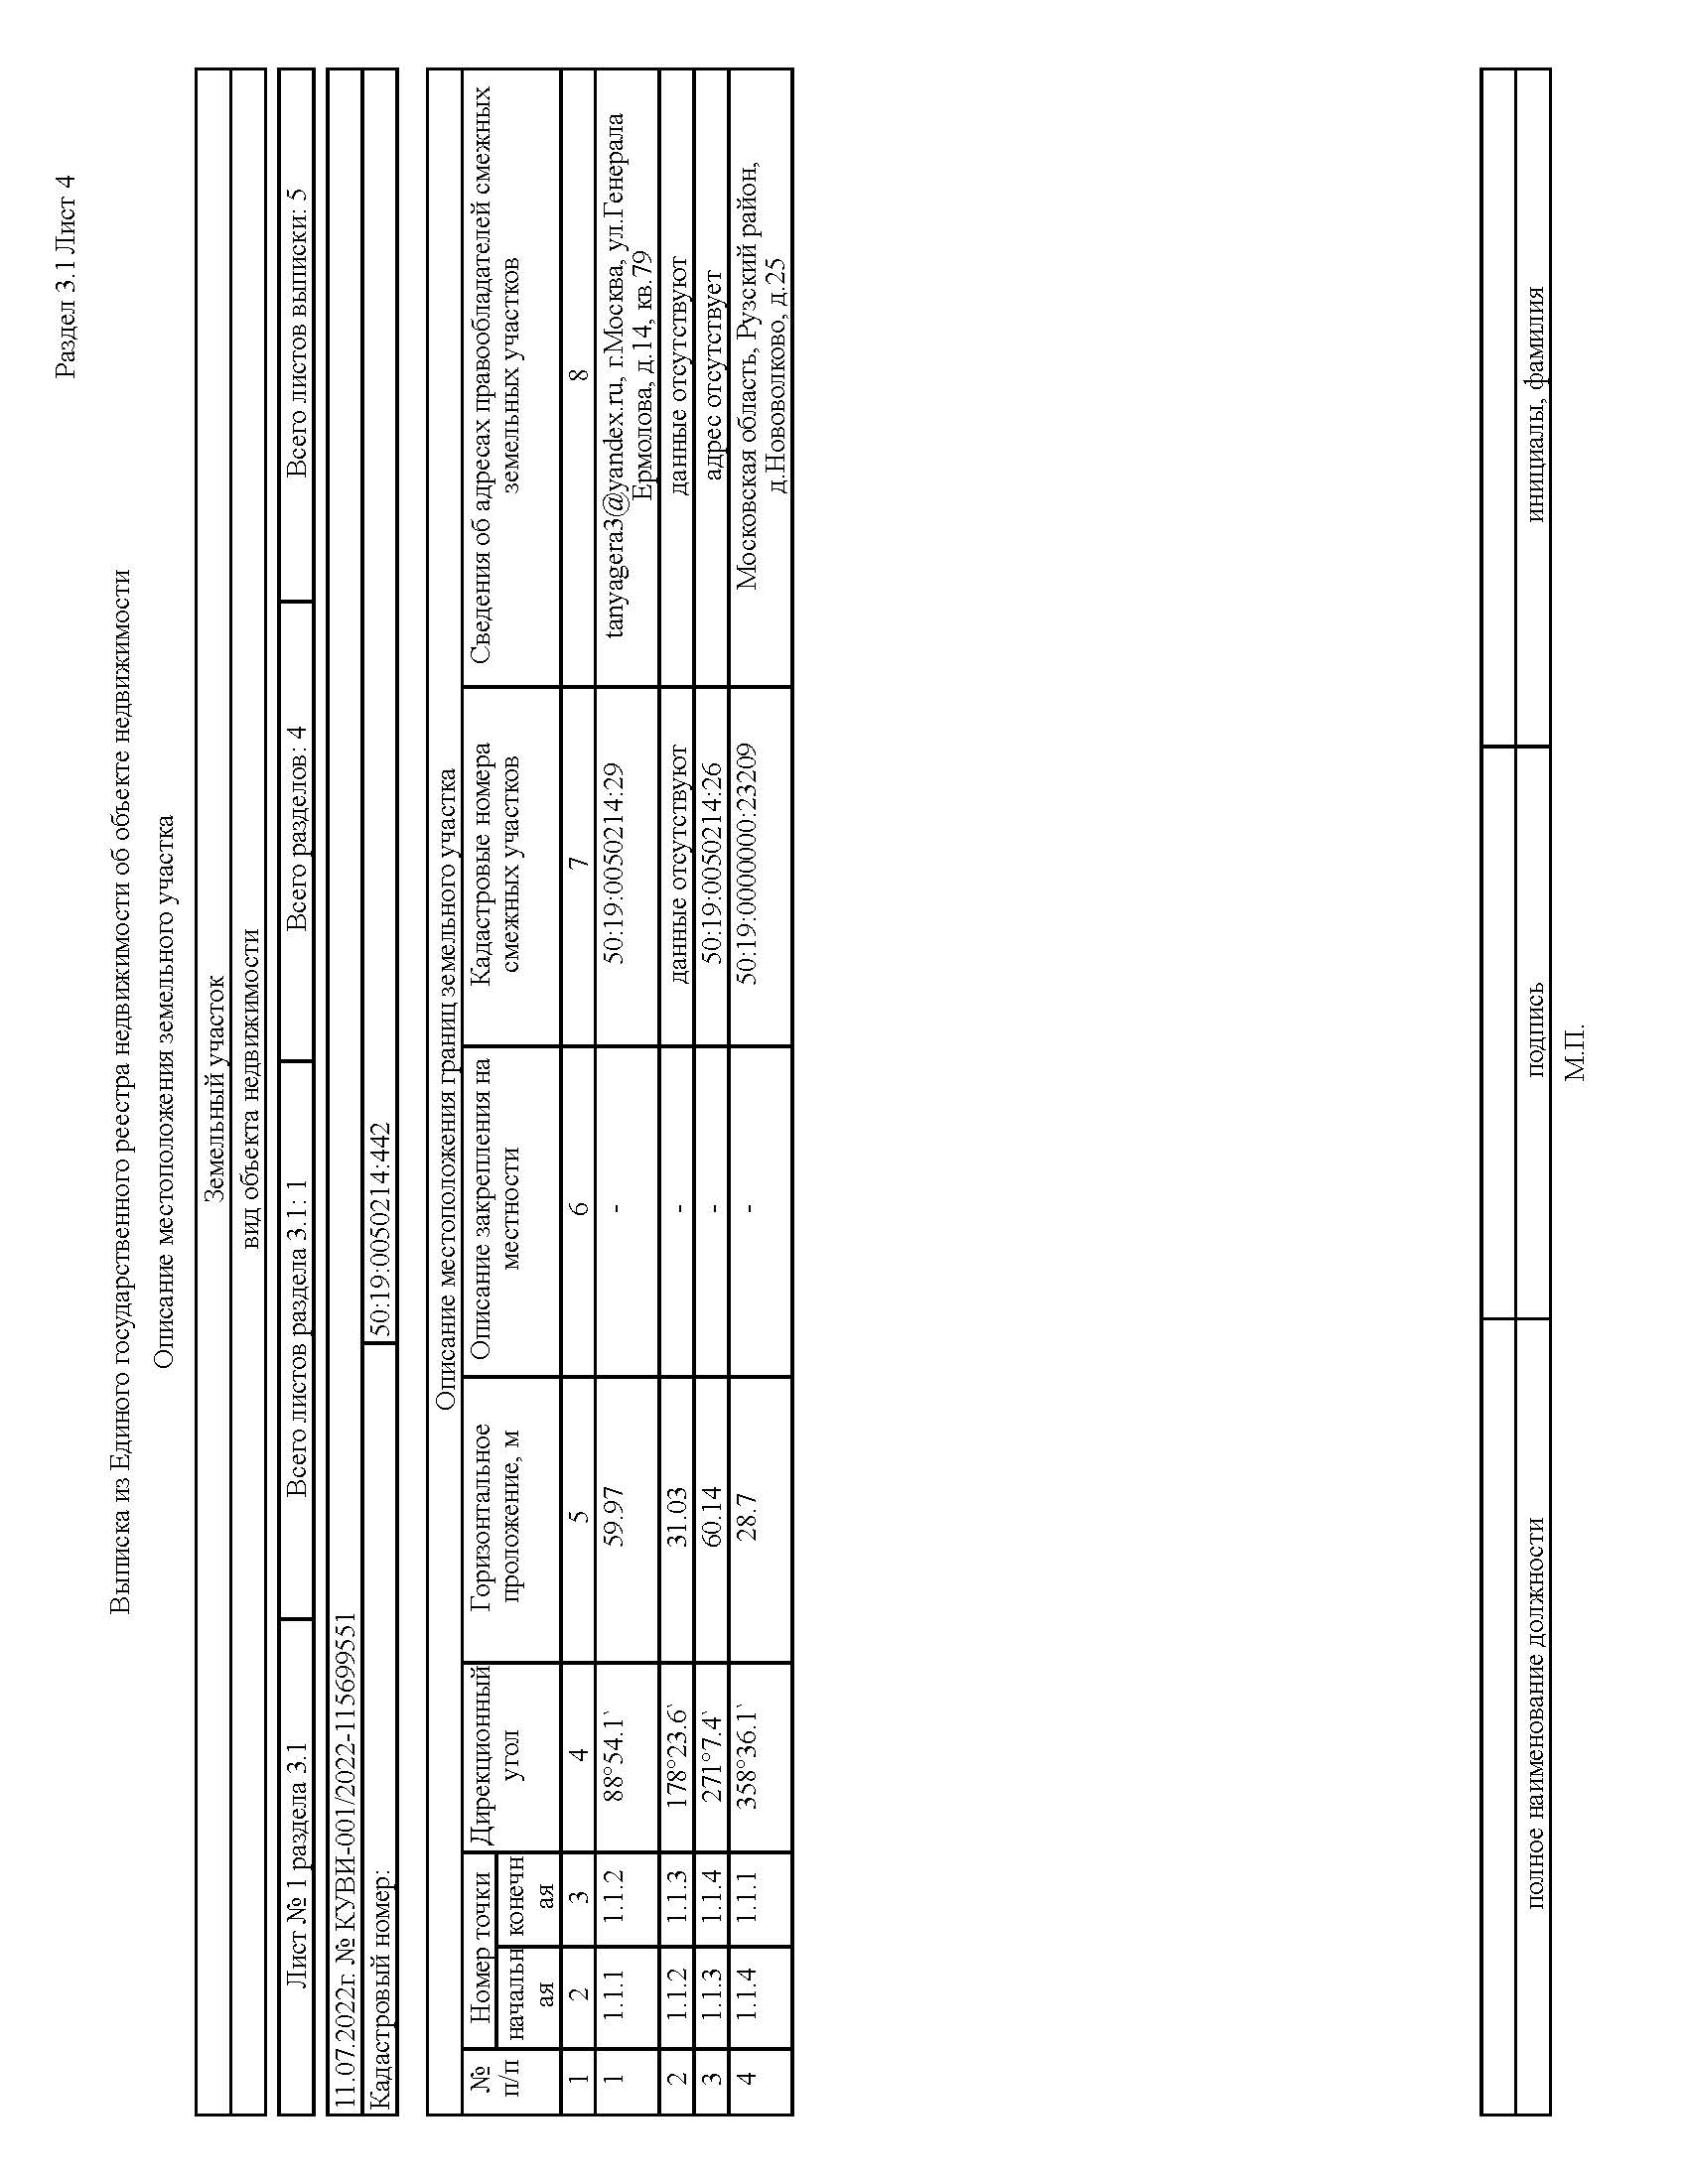 Раздел 3.1 Лист 4
Выписка из Единого государственного реестра недвижимости об объекте недвижимости
Описание местоположения земельного участка
Земельный участок
вид объекта недвижимости
Лист № 1 раздела 3.1 Всего листов раздела 3.1: 1 Всего разделов: 4 Всего листов выписки: 5
11.07.2022г. № КУВИ-001/2022-115699551
Кадастровый номер: 50:19:0050214:442
Описание местоположения границ земельного участка
№ Номер точки Дирекционный Горизонтальное Описание закрепления на Кадастровые номера Сведения об адресах правообладателей смежных
п/п начальн конечн угол проложение, м местности смежных участков земельных участков
ая ая
1 2 3 4 5 6 7 8
1 1.1.1 1.1.2 88°54.1` 59.97 - 50:19:0050214:29 tanyagera3@yandex.ru, г.Москва, ул.Генерала
Ермолова, д.14, кв.79
2 1.1.2 1.1.3 178°23.6` 31.03 - данные отсутствуют данные отсутствуют
3 1.1.3 1.1.4 271°7.4` 60.14 - 50:19:0050214:26 адрес отсутствует
4 1.1.4 1.1.1 358°36.1` 28.7 - 50:19:0000000:23209 Московская область, Рузский район,
д.Нововолково, д.25
полное наименование должности подпись инициалы, фамилия
М.П.